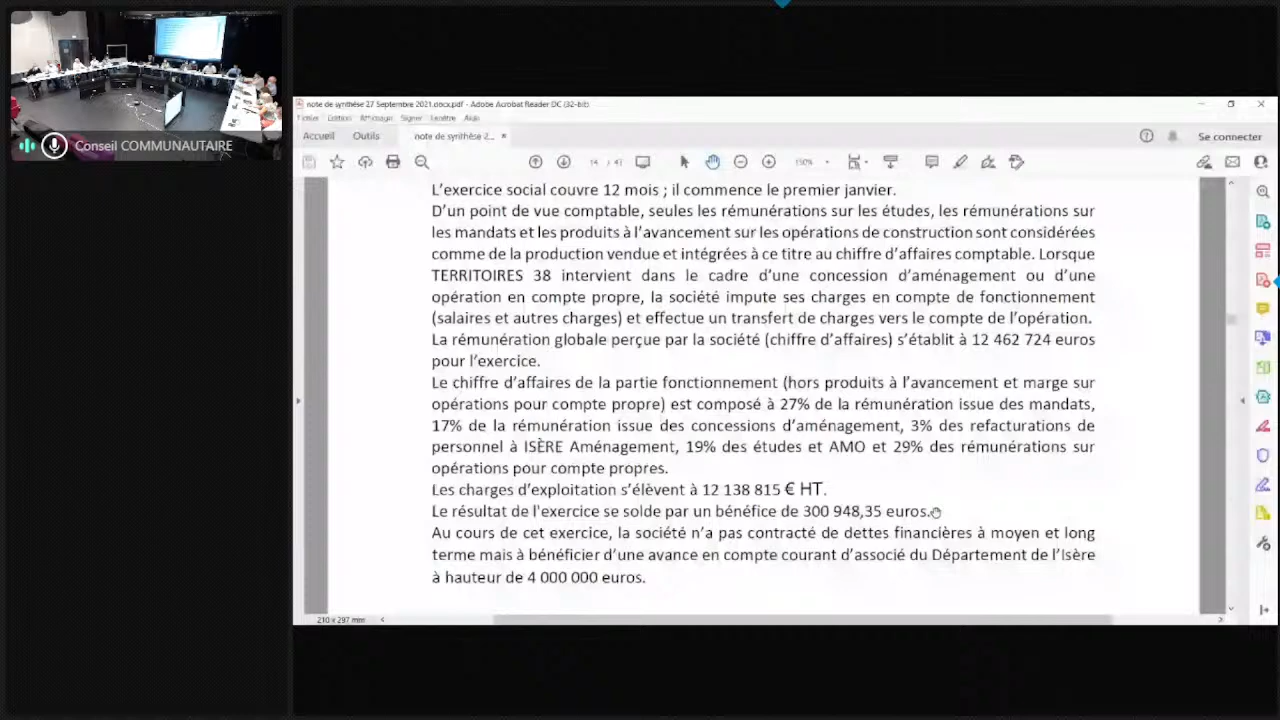 Conseil COMMUNAUTAIRE
note de synthèse 27 Septembre 2021.docx.pdf - Adobe Acrobat Reader DC (32-bit)
Fichier Edition Affichage Signer Fenêtre Aide
Accueil Outils note de synthèse 2... × Se connecter
14 / 41 150%
L'exercice social couvre 12 mois ; il commence le premier janvier.
D'un point de vue comptable, seules les rémunérations sur les études, les rémunérations sur
les mandats et les produits à l'avancement sur les opérations de construction sont considérées
comme de la production vendue et intégrées à ce titre au chiffre d'affaires comptable. Lorsque
TERRITOIRES 38 intervient dans le cadre d'une concession d'aménagement ou d'une
opération en compte propre, la société impute ses charges en compte de fonctionnement
(salaires et autres charges) et effectue un transfert de charges vers le compte de l'opération.
La rémunération globale perçue par la société (chiffre d'affaires) s'établit à 12 462 724 euros
pour l'exercice.
Le chiffre d'affaires de la partie fonctionnement (hors produits à l'avancement et marge sur
opérations pour compte propre) est composé à 27% de la rémunération issue des mandats,
17% de la rémunération issue des concessions d'aménagement, 3% des refacturations de
personnel à ISÈRE Aménagement, 19% des études et AMO et 29% des rémunérations sur
opérations pour compte propres.
Les charges d'exploitation s'élèvent à 12 138 815 € HT.
Le résultat de l'exercice se solde par un bénéfice de 300 948,35 euros.
Au cours de cet exercice, la société n'a pas contracté de dettes financières à moyen et long
terme mais à bénéficier d'une avance en compte courant d'associé du Département de l'Isère
à hauteur de 4 000 000 euros.
210 x 297 mm